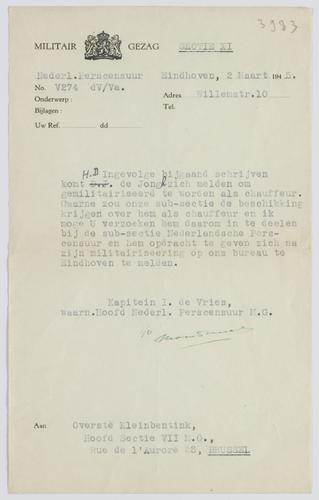 3983
MILITAIR GEZAG SECTIE XI
Nederl.Perscensuur Eindhoven, 2 Maart 1945.
No. V274 dV/Va.
Onderwerp: Adres Willemstr.10
Bijlagen: Tel.
Uw Ref. dd
Ingevolge bijgaand schrijven
komt H.D. de Jong zich melden om
gemilitariseerd te worden als chauffeur.
Gaarne zou onze sub-sectie de beschikking
krijgen over hem als chauffeur en ik
moge U verzoeken hem daarom in te deelen
bij de sub-sectie Nederlandsche Pers-
censuur en hem opdracht te geven zich na
zijn militariseering op ons bureau te
Eindhoven te melden.
Kapitein I. de Vries,
waarn.Hoofd Nederl. Perscensuur M.G.
Aan Overste Kleinbentink,
Hoofd Sectie VII M.G.,
Rue de l'Aurore BRUSSEL